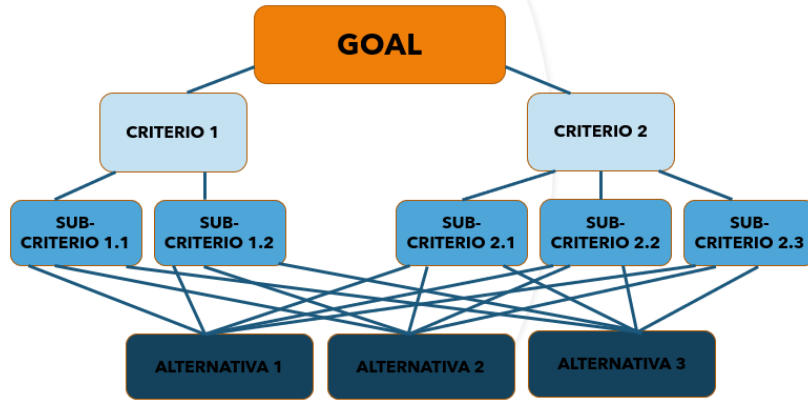 GOAL
CRITERIO 1
CRITERIO 2
SUB-
CRITERIO 1.1
SUB-
CRITERIO 1.2
SUB-
CRITERIO 2.1
SUB-
CRITERIO 2.2
SUB-
CRITERIO 2.3
ALTERNATIVA 1
ALTERNATIVA 2
ALTERNATIVA 3